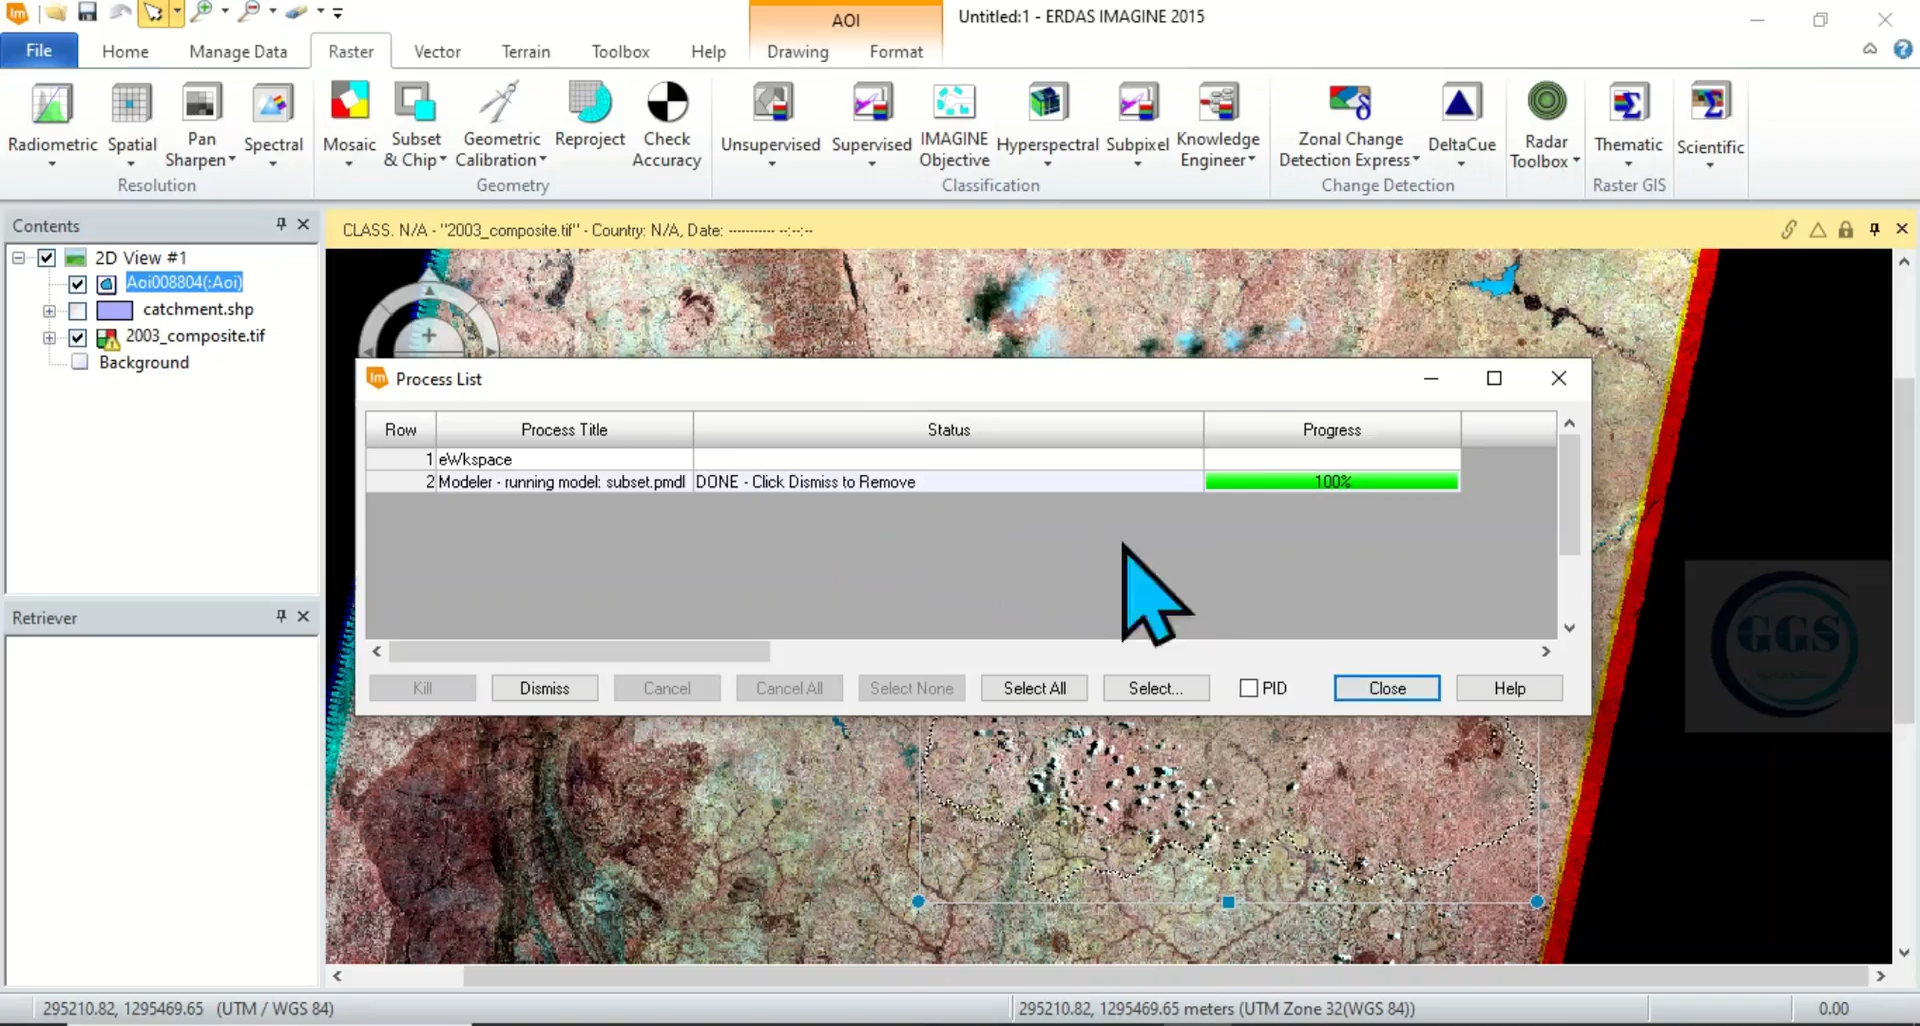 Im
AOI
Untitled:1 - ERDAS IMAGINE 2015
File
Home
Manage Data
Raster
Vector
Terrain
Toolbox
Help
Drawing
Format
Radiometric
Spatial
Pan
Sharpen
Spectral
Mosaic
Subset
& Chip
Geometric
Calibration
Reproject
Check
Accuracy
Unsupervised
Supervised
IMAGINE
Objective
Hyperspectral
Subpixel
Knowledge
Engineer
Zonal Change
Detection Express
DeltaCue
Radar
Toolbox
Thematic
Scientific
Resolution
Geometry
Classification
Change Detection
Raster GIS
Contents
CLASS. N/A - "2003_composite.tif" - Country: N/A, Date: ----------- --:--:--
2D View #1
Aoi008804(:Aoi)
catchment.shp
2003_composite.tif
Background
Im Process List
Row Process Title Status Progress
1 eWkspace
2 Modeler - running model: subset.pmdl DONE - Click Dismiss to Remove 100%
Kill Dismiss Cancel Cancel All Select None Select All Select... PID Close Help
Retriever
GGS
295210.82, 1295469.65 (UTM / WGS 84)
295210.82, 1295469.65 meters (UTM Zone 32(WGS 84))
0.00